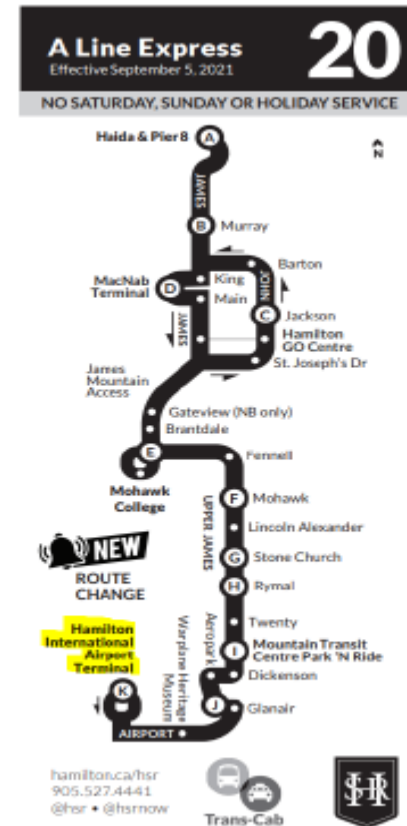 A Line Express
Effective September 5, 2021
20
NO SATURDAY, SUNDAY OR HOLIDAY SERVICE
Haida & Pier 8
A
N
JAMES
B
Murray
Barton
MacNab
Terminal
D
King
Main
JOHN
C
Jackson
Hamilton
GO Centre
JAMES
St. Joseph's Dr
James
Mountain
Access
Gateview (NB only)
Brantdale
E
Fennell
Mohawk
College
F
Mohawk
UPPER JAMES
Lincoln Alexander
NEW
ROUTE
CHANGE
G
Stone Church
H
Rymal
Twenty
Hamilton
International
Airport
Terminal
I
Mountain Transit
Centre Park 'N Ride
Aeropark
Dickenson
Warplane Heritage
Museum
K
J
Glanair
AIRPORT
hamilton.ca/hsr
905.527.4441
@hsr • @hsrnow
Trans-Cab
HSR